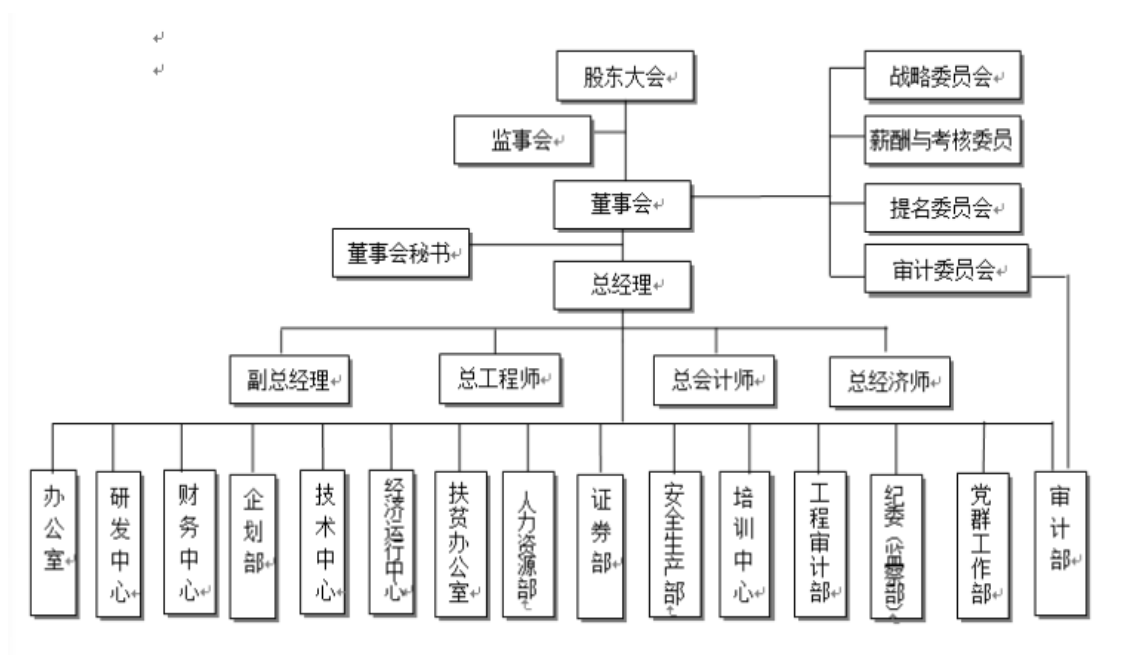 股东大会
战略委员会
监事会
薪酬与考核委员
董事会
提名委员会
董事会秘书
总经理
审计委员会
副总经理
总工程师
总会计师
总经济师
办公室
研发中心
财务中心
企划部
技术中心
经济运行中心
扶贫办公室
人力资源部
证券部
安全生产部
培训中心
工程审计部
纪委（监察部）
党群工作部
审计部